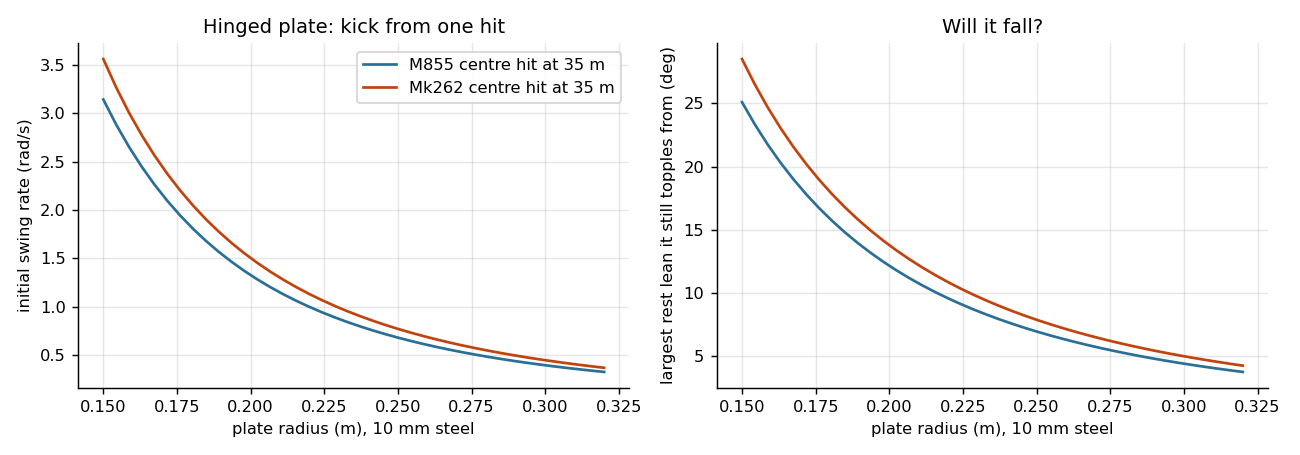 Hinged plate: kick from one hit
initial swing rate (rad/s)
3.5
3.0
2.5
2.0
1.5
1.0
0.5
M855 centre hit at 35 m
Mk262 centre hit at 35 m
0.150 0.175 0.200 0.225 0.250 0.275 0.300 0.325
plate radius (m), 10 mm steel
Will it fall?
largest rest lean it still topples from (deg)
25
20
15
10
5
0.150 0.175 0.200 0.225 0.250 0.275 0.300 0.325
plate radius (m), 10 mm steel